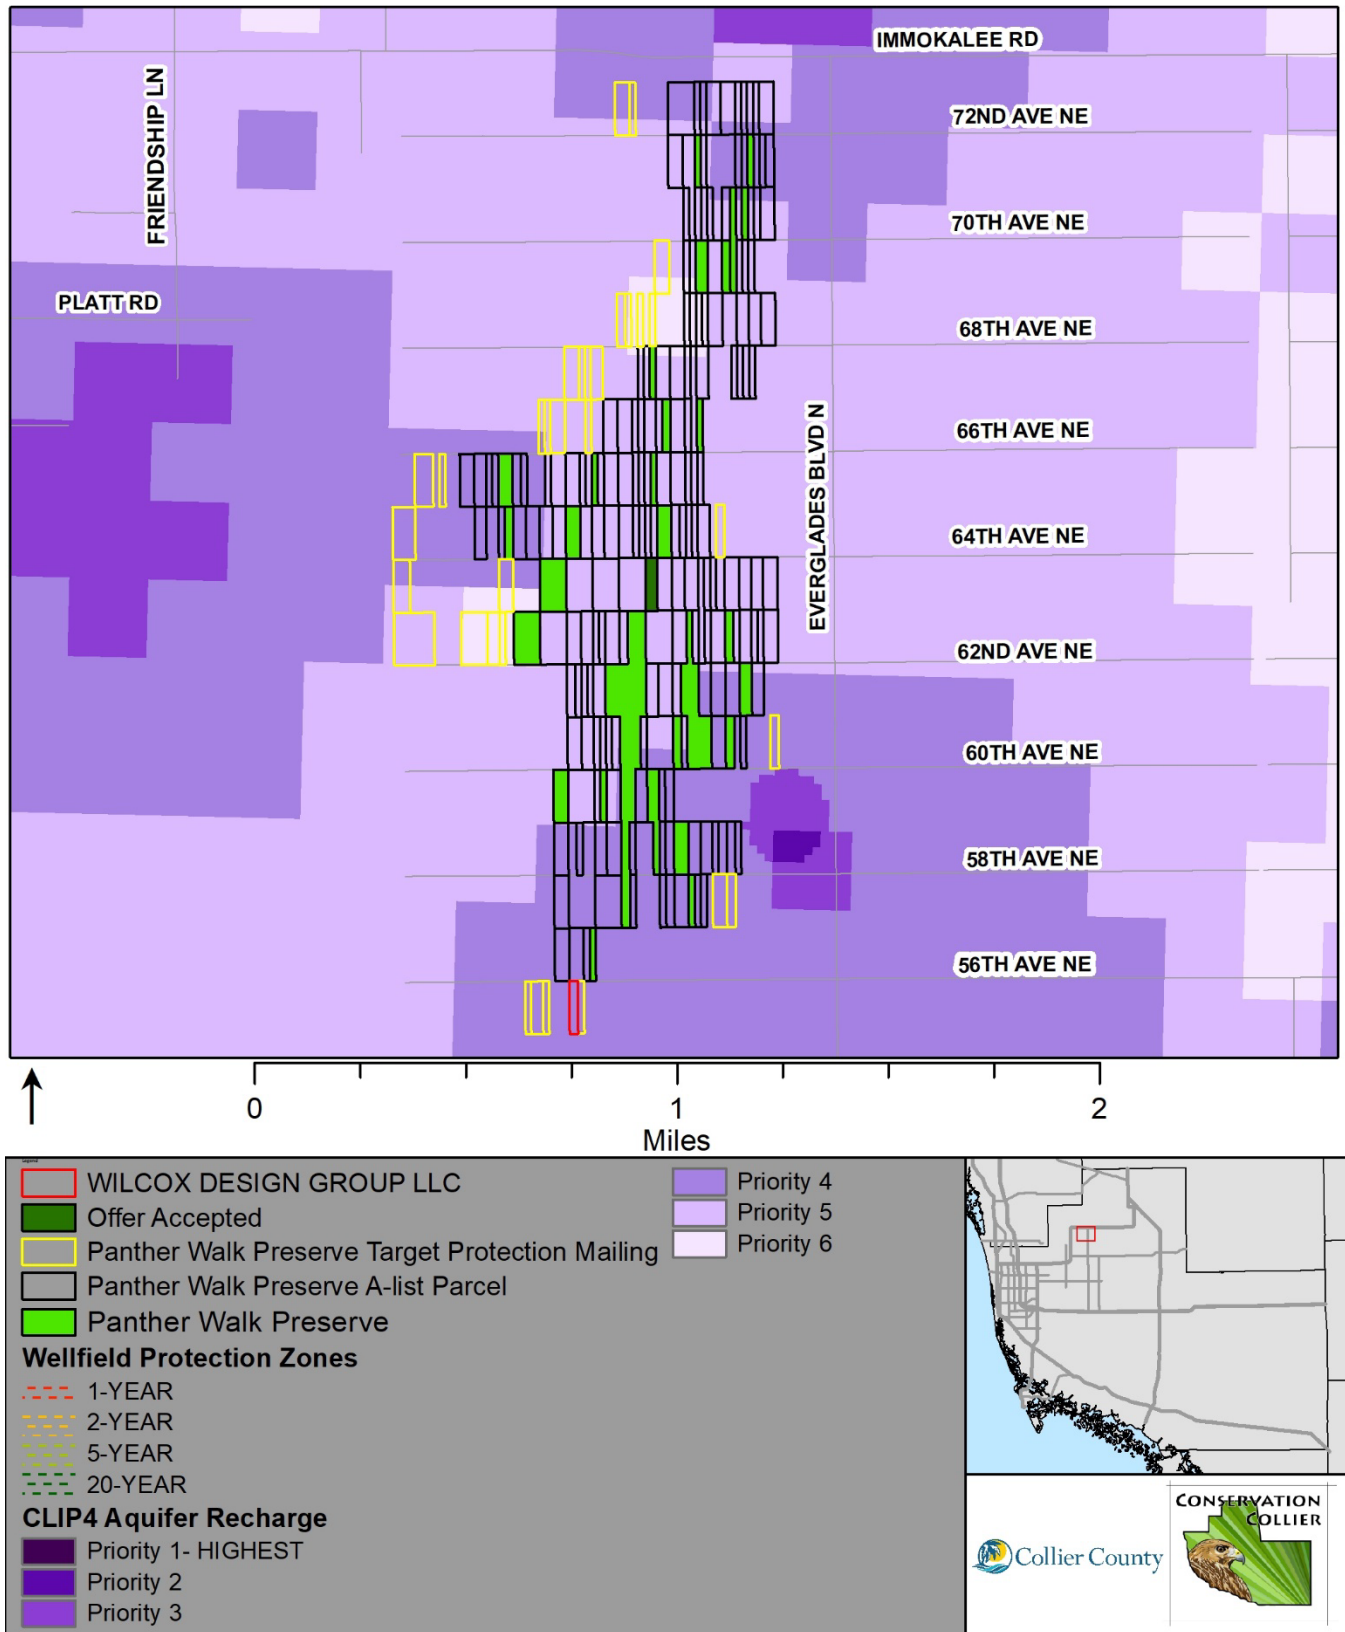 IMMOKALEE RD
72ND AVE NE
FRIENDSHIP LN
70TH AVE NE
PLATT RD
68TH AVE NE
66TH AVE NE
EVERGLADES BLVD N
64TH AVE NE
62ND AVE NE
60TH AVE NE
58TH AVE NE
56TH AVE NE
0 1 2
Miles
Legend
WILCOX DESIGN GROUP LLC
Offer Accepted
Panther Walk Preserve Target Protection Mailing
Panther Walk Preserve A-list Parcel
Panther Walk Preserve
Wellfield Protection Zones
1-YEAR
2-YEAR
5-YEAR
20-YEAR
CLIP4 Aquifer Recharge
Priority 1- HIGHEST
Priority 2
Priority 3
Priority 4
Priority 5
Priority 6
Collier County
CONSERVATION
COLLIER